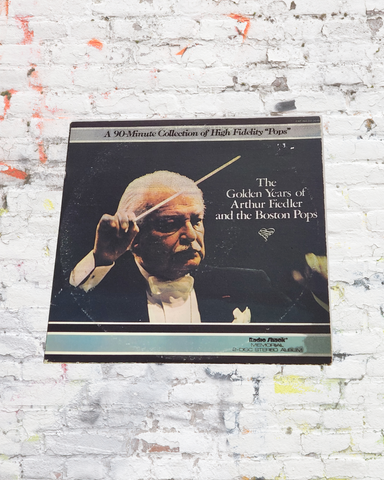 A 90-Minute Collection of High Fidelity "Pops"
The
Golden Years of
Arthur Fiedler
and the Boston Pops
Radio Shack
MEMORIAL
2-DISC STEREO ALBUM